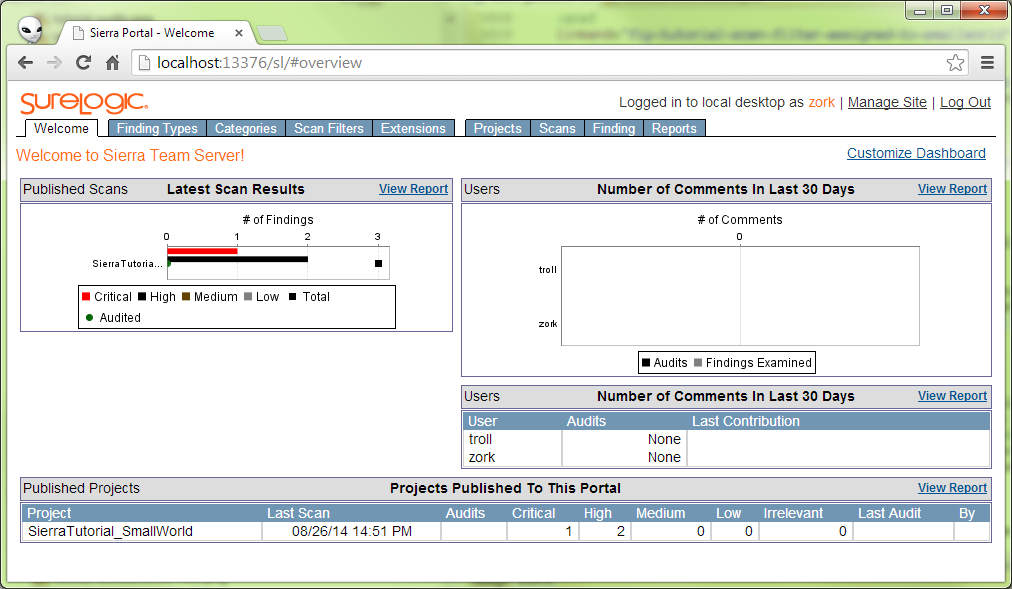 Sierra Portal - Welcome
localhost:13376/sl/#overview
SURELOGIC
Logged in to local desktop as zork | Manage Site | Log Out
Welcome Finding Types Categories Scan Filters Extensions Projects Scans Finding Reports
Welcome to Sierra Team Server!
Customize Dashboard
Published Scans Latest Scan Results View Report
# of Findings
0 1 2 3
SierraTutoria...
Critical High Medium Low Total
Audited
Users Number of Comments In Last 30 Days View Report
# of Comments
0
troll
zork
Audits Findings Examined
Users Number of Comments In Last 30 Days View Report
User Audits Last Contribution
troll None
zork None
Published Projects Projects Published To This Portal View Report
Project Last Scan Audits Critical High Medium Low Irrelevant Last Audit By
SierraTutorial_SmallWorld 08/26/14 14:51 PM 1 2 0 0 0